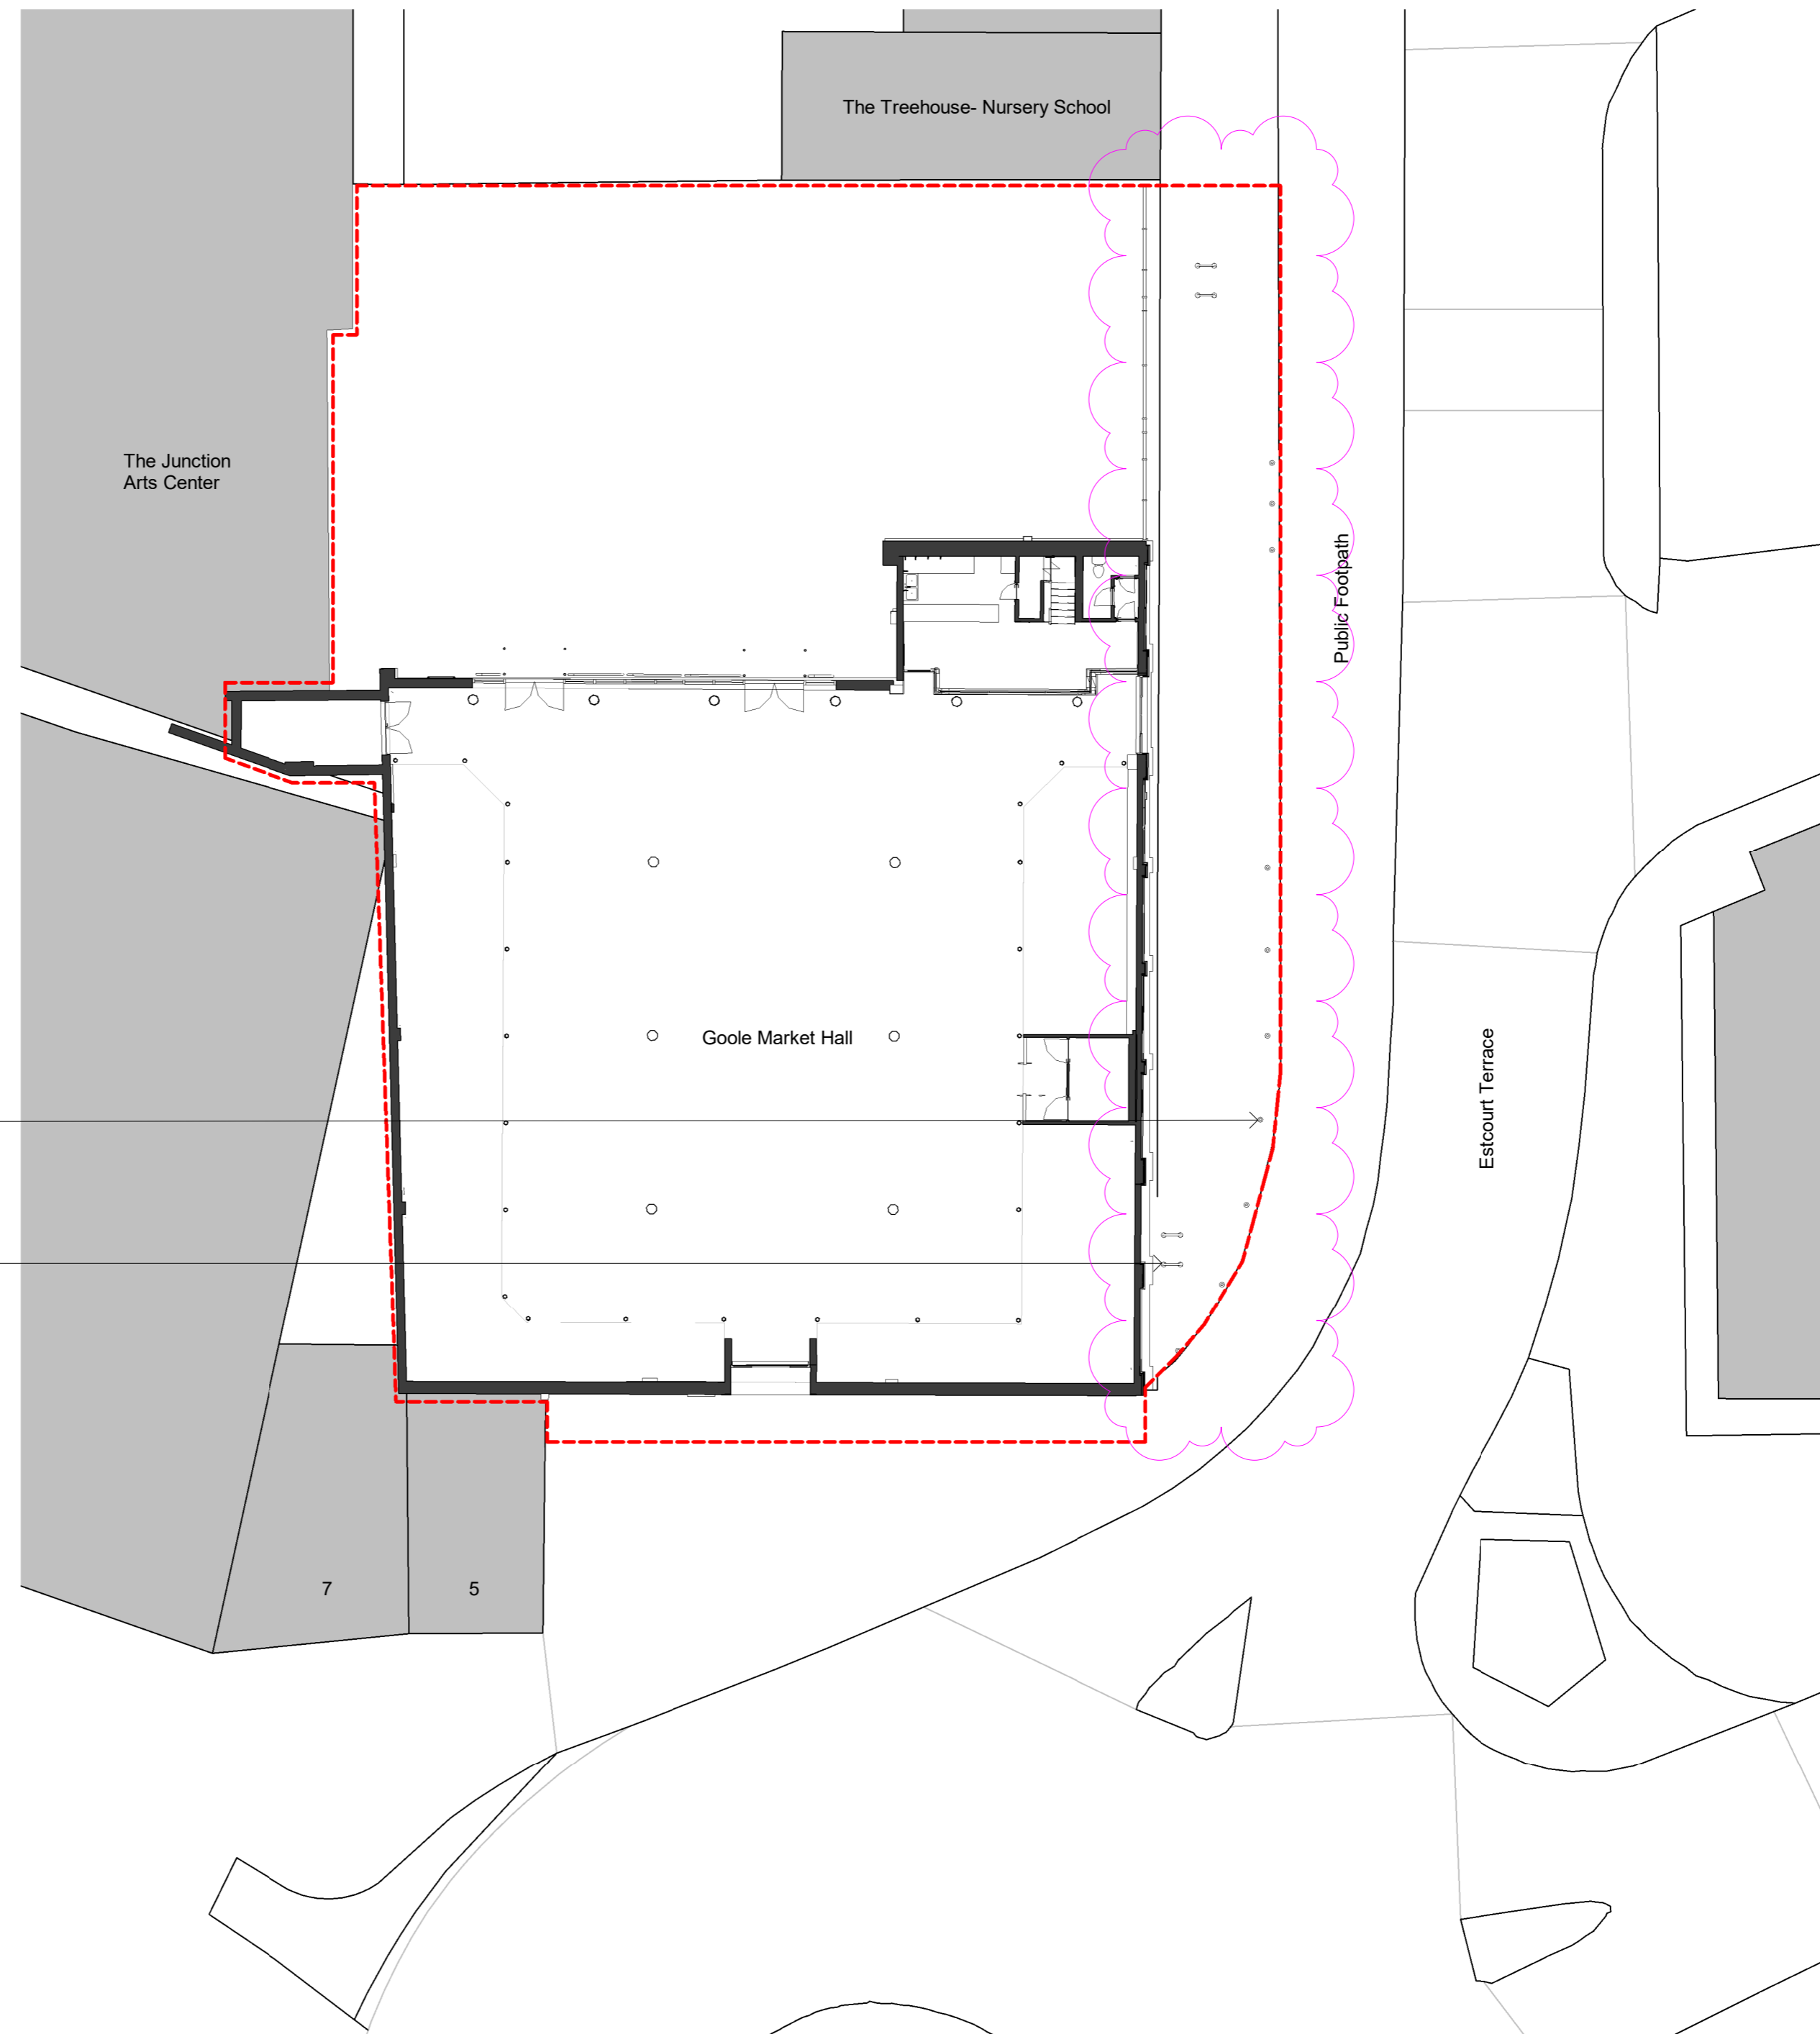 The Treehouse- Nursery School
The Junction
Arts Center
Public Footpath
Goole Market Hall
Estcourt Terrace
7
5